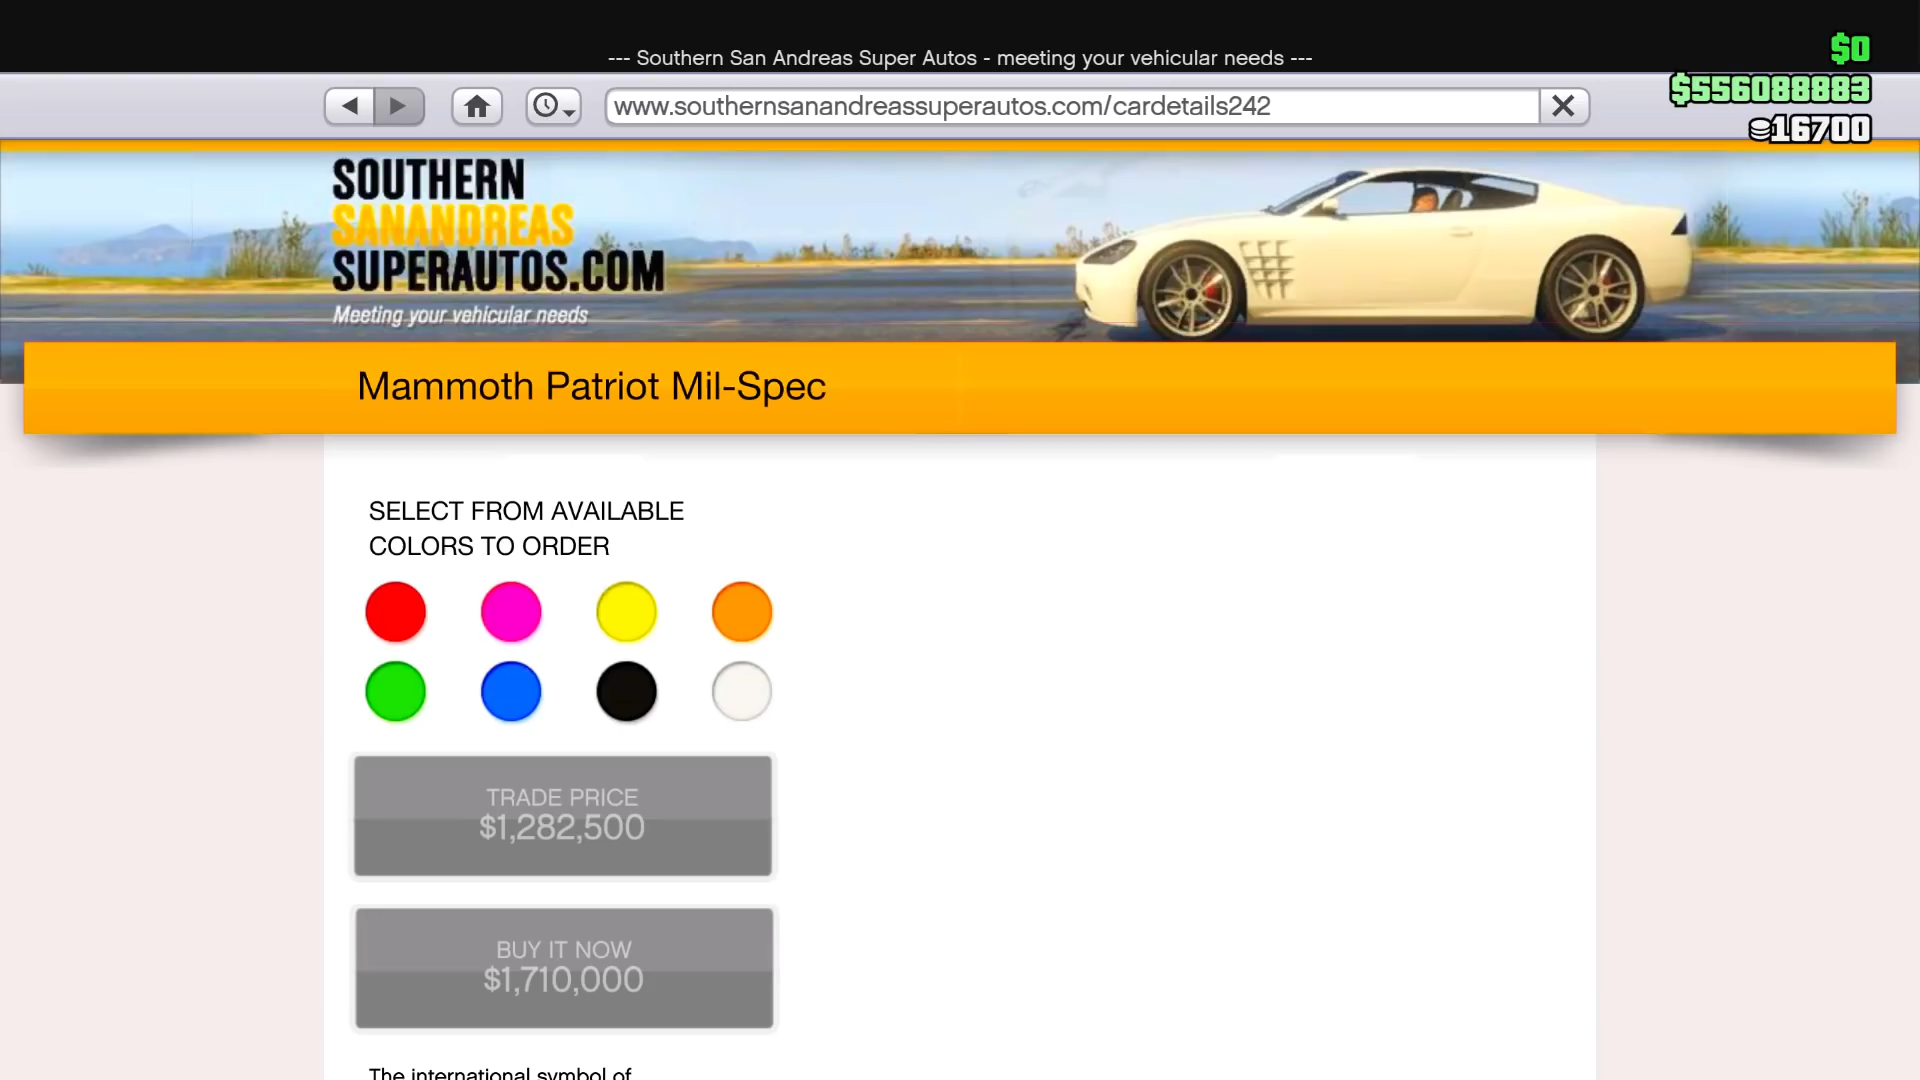 --- Southern San Andreas Super Autos - meeting your vehicular needs ---
$0
$556088883
16700
www.southernsanandreassuperautos.com/cardetails242
SOUTHERN
SANANDREAS
SUPERAUTOS.COM
Meeting your vehicular needs
Mammoth Patriot Mil-Spec
SELECT FROM AVAILABLE
COLORS TO ORDER
TRADE PRICE
$1,282,500
BUY IT NOW
$1,710,000
The international symbol of